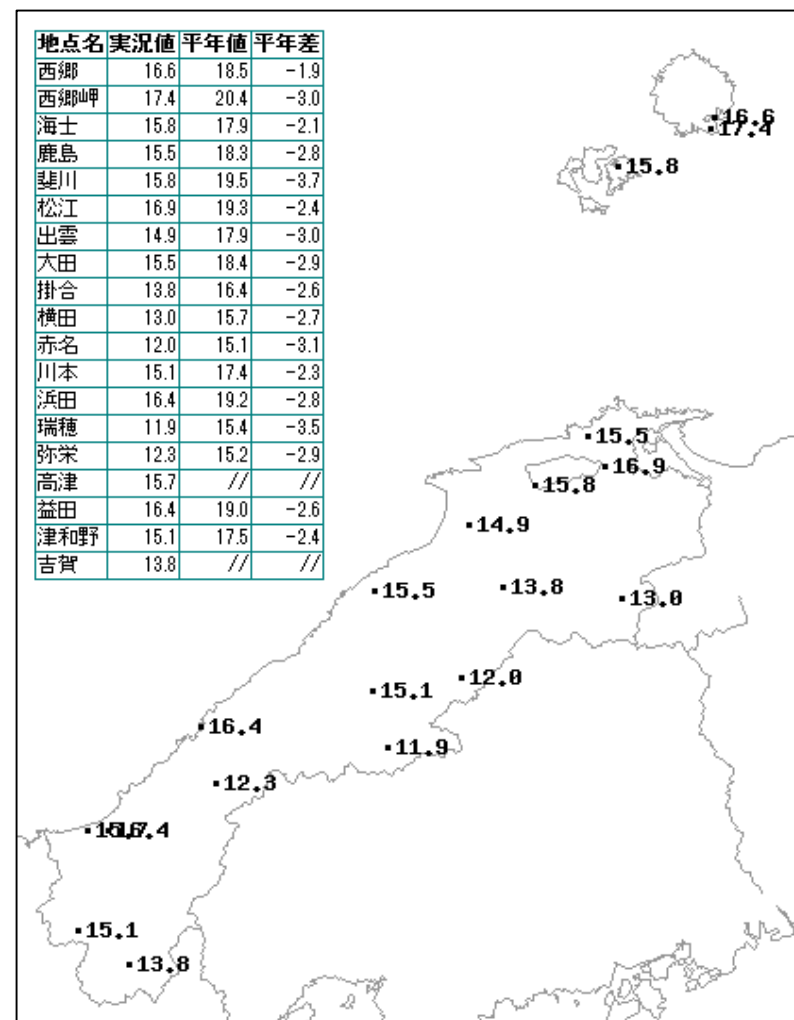 地点名 実況値 平年値 平年差
西郷 16.6 18.5 -1.9
西郷岬 17.4 20.4 -3.0
海士 15.8 17.9 -2.1
鹿島 15.5 18.3 -2.8
斐川 15.8 19.5 -3.7
松江 16.9 19.3 -2.4
出雲 14.9 17.9 -3.0
大田 15.5 18.4 -2.9
掛合 13.8 16.4 -2.6
横田 13.0 15.7 -2.7
赤名 12.0 15.1 -3.1
川本 15.1 17.4 -2.3
浜田 16.4 19.2 -2.8
瑞穂 11.9 15.4 -3.5
弥栄 12.3 15.2 -2.9
高津 15.7 // //
益田 16.4 19.0 -2.6
津和野 15.1 17.5 -2.4
吉賀 13.8 // //
16.6
17.4
15.8
15.5
16.9
15.8
14.9
15.5
13.8
13.0
12.0
15.1
16.4
11.9
12.3
15.1
13.8